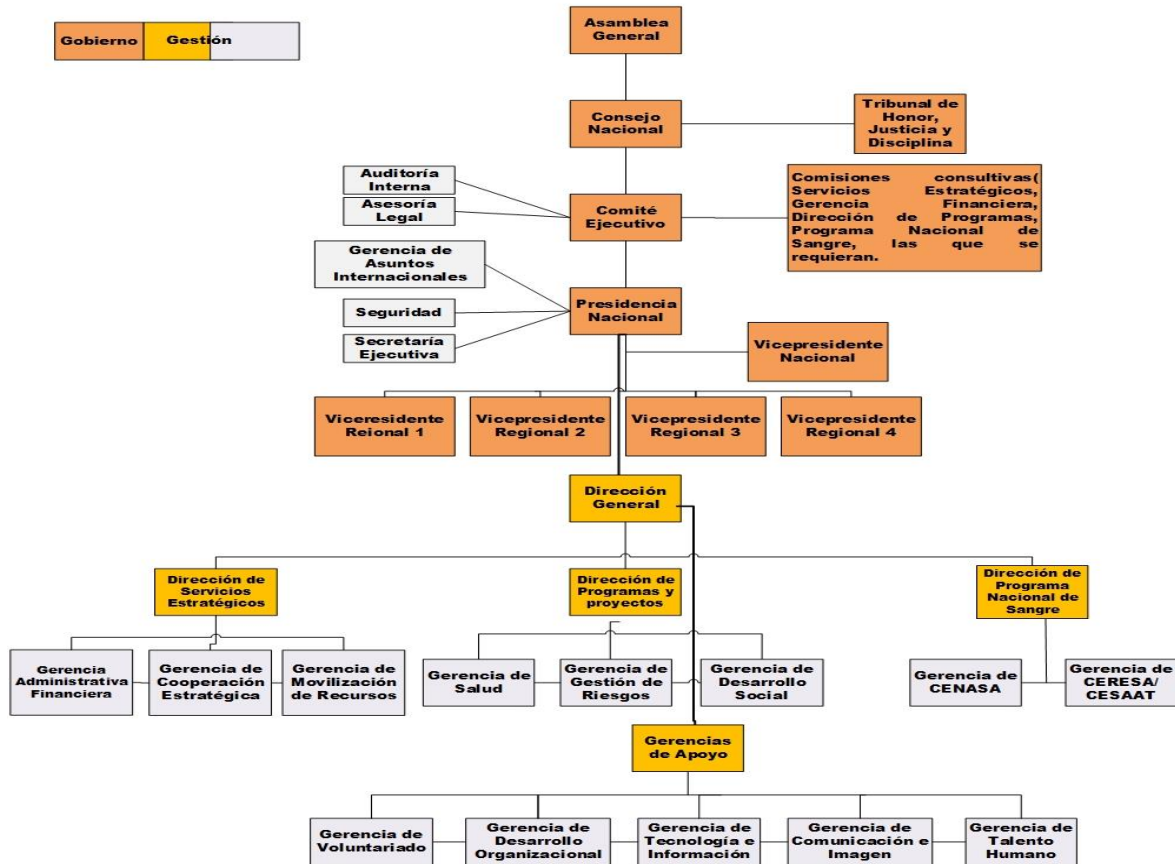 Gobierno Gestión
Asamblea
General
Consejo
Nacional
Tribunal de
Honor,
Justicia y
Disciplina
Auditoría
Interna
Asesoría
Legal
Comité
Ejecutivo
Comisiones consultivas(
Servicios Estratégicos,
Gerencia Financiera,
Dirección de Programas,
Programa Nacional de
Sangre, las que se
requieran.
Gerencia de
Asuntos
Internacionales
Seguridad
Secretaría
Ejecutiva
Presidencia
Nacional
Vicepresidente
Nacional
Viceresidente
Reional 1
Vicepresidente
Regional 2
Vicepresidente
Regional 3
Vicepresidente
Regional 4
Dirección
General
Dirección de
Servicios
Estratégicos
Dirección de
Programas y
proyectos
Dirección de
Programa
Nacional de
Sangre
Gerencia
Administrativa
Financiera
Gerencia de
Cooperación
Estratégica
Gerencia de
Movilización
de Recursos
Gerencia de
Salud
Gerencia de
Gestión de
Riesgos
Gerencia de
Desarrollo
Social
Gerencia de
CENASA
Gerencia de
CERESA/
CESAAT
Gerencias
de Apoyo
Gerencia de
Voluntariado
Gerencia de
Desarrollo
Organizacional
Gerencia de
Tecnología e
Información
Gerencia de
Comunicación e
Imagen
Gerencia de
Talento
Humano